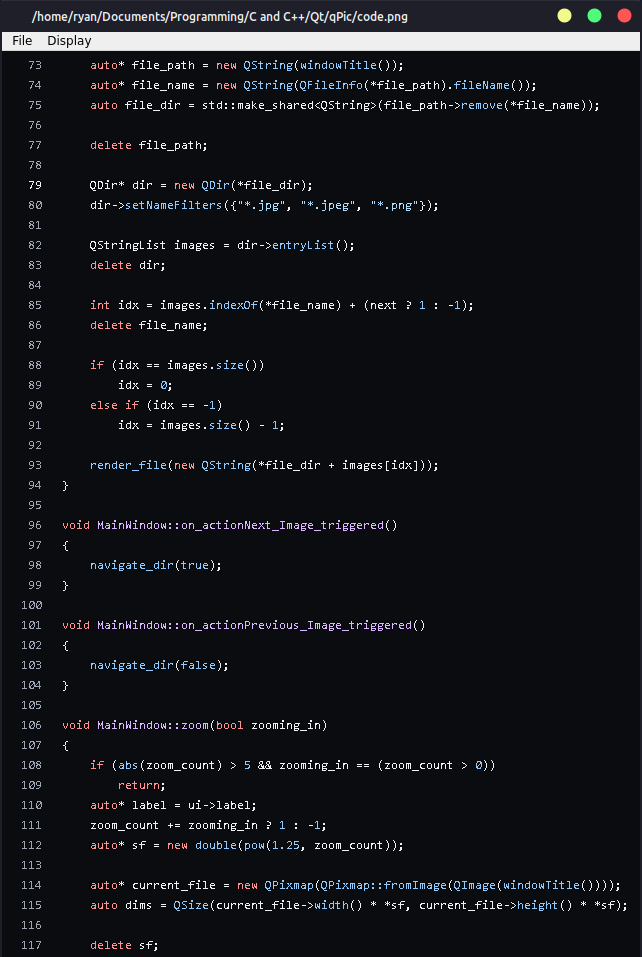 /home/ryan/Documents/Programming/C and C++/Qt/qPic/code.png
File Display
73 auto* file_path = new QString(windowTitle());
74 auto* file_name = new QString(QFileInfo(*file_path).fileName());
75 auto file_dir = std::make_shared<QString>(file_path->remove(*file_name));
76
77 delete file_path;
78
79 QDir* dir = new QDir(*file_dir);
80 dir->setNameFilters({"*.jpg", "*.jpeg", "*.png"});
81
82 QStringList images = dir->entryList();
83 delete dir;
84
85 int idx = images.indexOf(*file_name) + (next ? 1 : -1);
86 delete file_name;
87
88 if (idx == images.size())
89 idx = 0;
90 else if (idx == -1)
91 idx = images.size() - 1;
92
93 render_file(new QString(*file_dir + images[idx]));
94 }
95
96 void MainWindow::on_actionNext_Image_triggered()
97 {
98 navigate_dir(true);
99 }
100
101 void MainWindow::on_actionPrevious_Image_triggered()
102 {
103 navigate_dir(false);
104 }
105
106 void MainWindow::zoom(bool zooming_in)
107 {
108 if (abs(zoom_count) > 5 && zooming_in == (zoom_count > 0))
109 return;
110 auto* label = ui->label;
111 zoom_count += zooming_in ? 1 : -1;
112 auto* sf = new double(pow(1.25, zoom_count));
113
114 auto* current_file = new QPixmap(QPixmap::fromImage(QImage(windowTitle())));
115 auto dims = QSize(current_file->width() * *sf, current_file->height() * *sf);
116
117 delete sf;